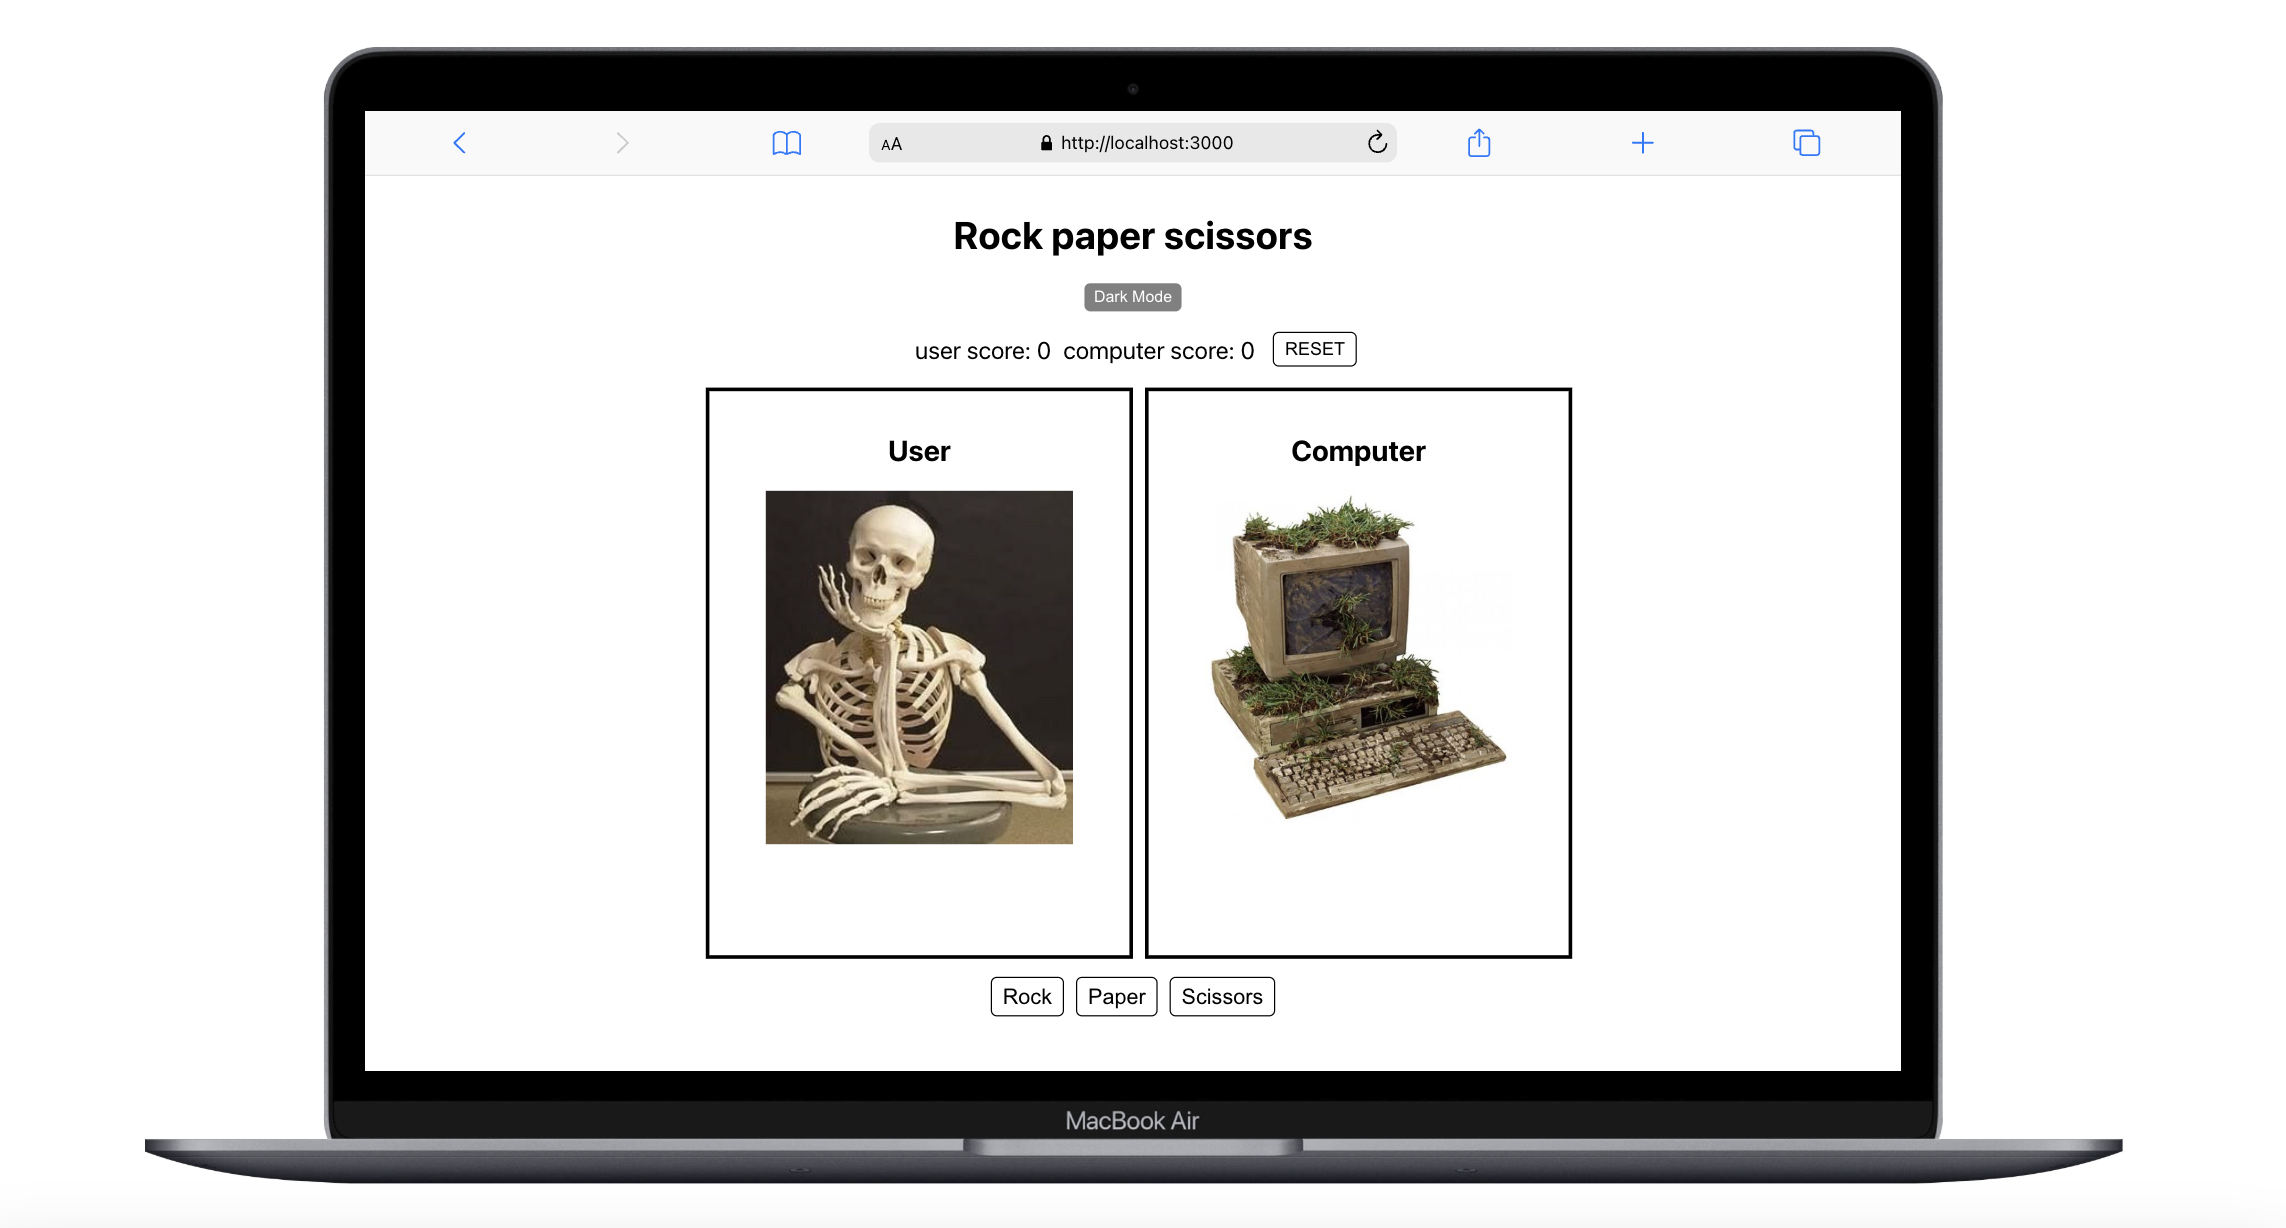 AA http://localhost:3000
Rock paper scissors
Dark Mode
user score: 0 computer score: 0 RESET
User
Computer
Rock Paper Scissors
MacBook Air